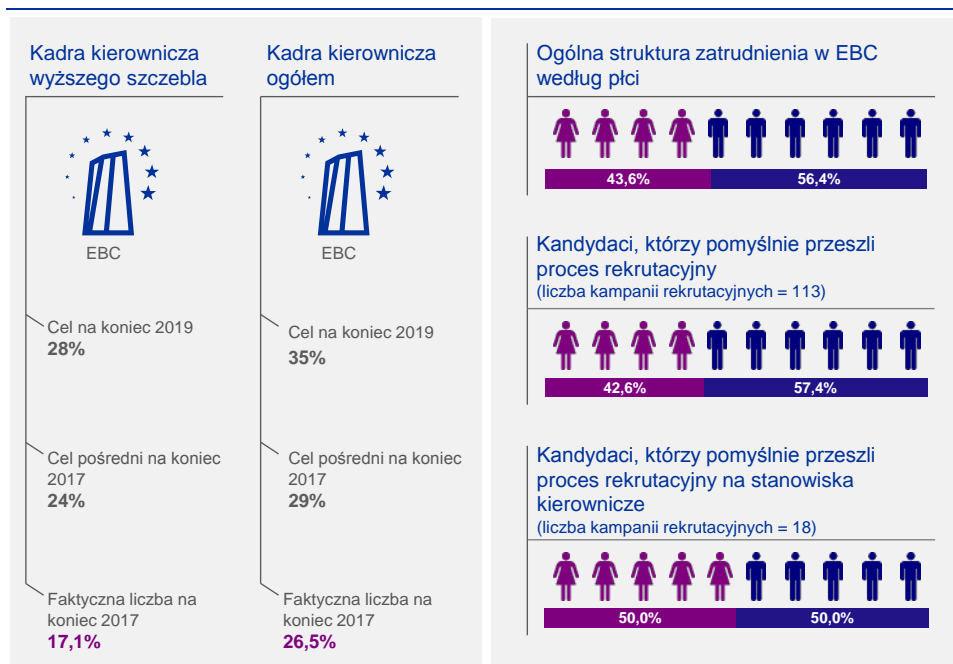 Kadra kierownicza
wyższego szczebla
EBC
Cel na koniec 2019
28%
Cel pośredni na koniec
2017
24%
Faktyczna liczba na
koniec 2017
17,1%
Kadra kierownicza
ogółem
EBC
Cel na koniec 2019
35%
Cel pośredni na koniec
2017
29%
Faktyczna liczba na
koniec 2017
26,5%
Ogólna struktura zatrudnienia w EBC
według płci
43,6% 56,4%
Kandydaci, którzy pomyślnie przeszli
proces rekrutacyjny
(liczba kampanii rekrutacyjnych = 113)
42,6% 57,4%
Kandydaci, którzy pomyślnie przeszli
proces rekrutacyjny na stanowiska
kierownicze
(liczba kampanii rekrutacyjnych = 18)
50,0% 50,0%